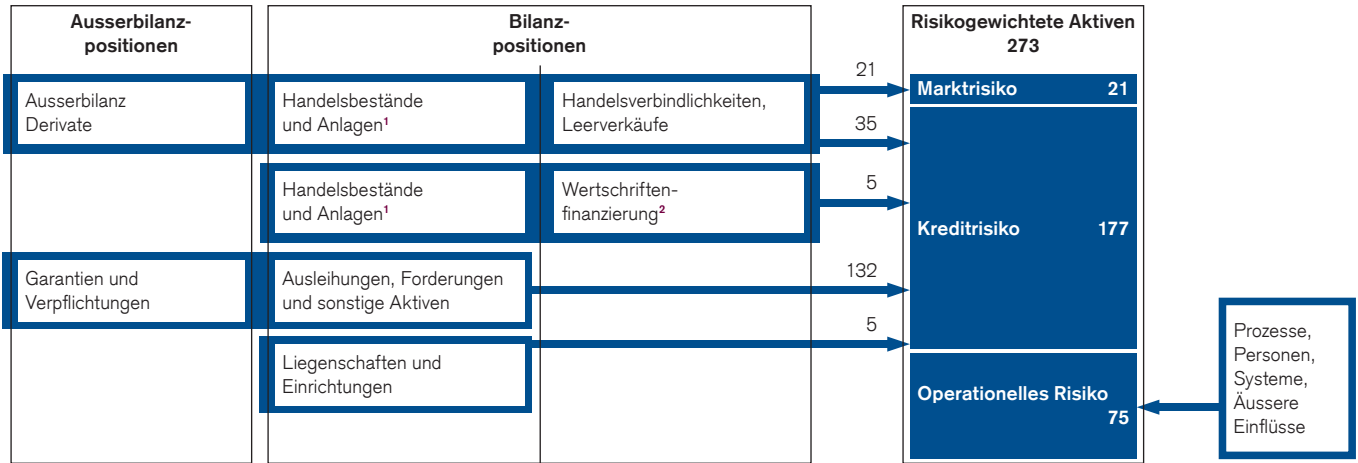 Ausserbilanz-
positionen
Bilanz-
positionen
Risikogewichtete Aktiven
273
Ausserbilanz
Derivate
Handelsbestände
und Anlagen¹
Handelsverbindlichkeiten,
Leerverkäufe
21
35
Marktrisiko 21
Handelsbestände
und Anlagen¹
Wertschriften-
finanzierung²
5
Kreditrisiko 177
Garantien und
Verpflichtungen
Ausleihungen, Forderungen
und sonstige Aktiven
132
Liegenschaften und
Einrichtungen
5
Operationelles Risiko
75
Prozesse,
Personen,
Systeme,
Äussere
Einflüsse